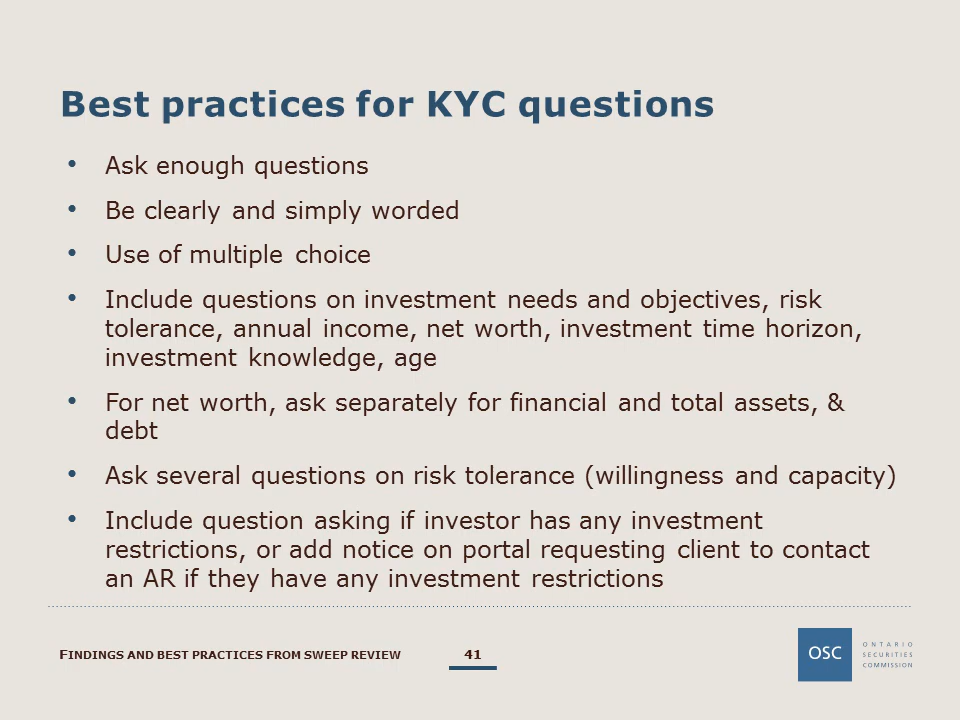 Best practices for KYC questions
• Ask enough questions
• Be clearly and simply worded
• Use of multiple choice
• Include questions on investment needs and objectives, risk
tolerance, annual income, net worth, investment time horizon,
investment knowledge, age
• For net worth, ask separately for financial and total assets, &
debt
• Ask several questions on risk tolerance (willingness and capacity)
• Include question asking if investor has any investment
restrictions, or add notice on portal requesting client to contact
an AR if they have any investment restrictions
FINDINGS AND BEST PRACTICES FROM SWEEP REVIEW
41
OSC
ONTARIO
SECURITIES
COMMISSION